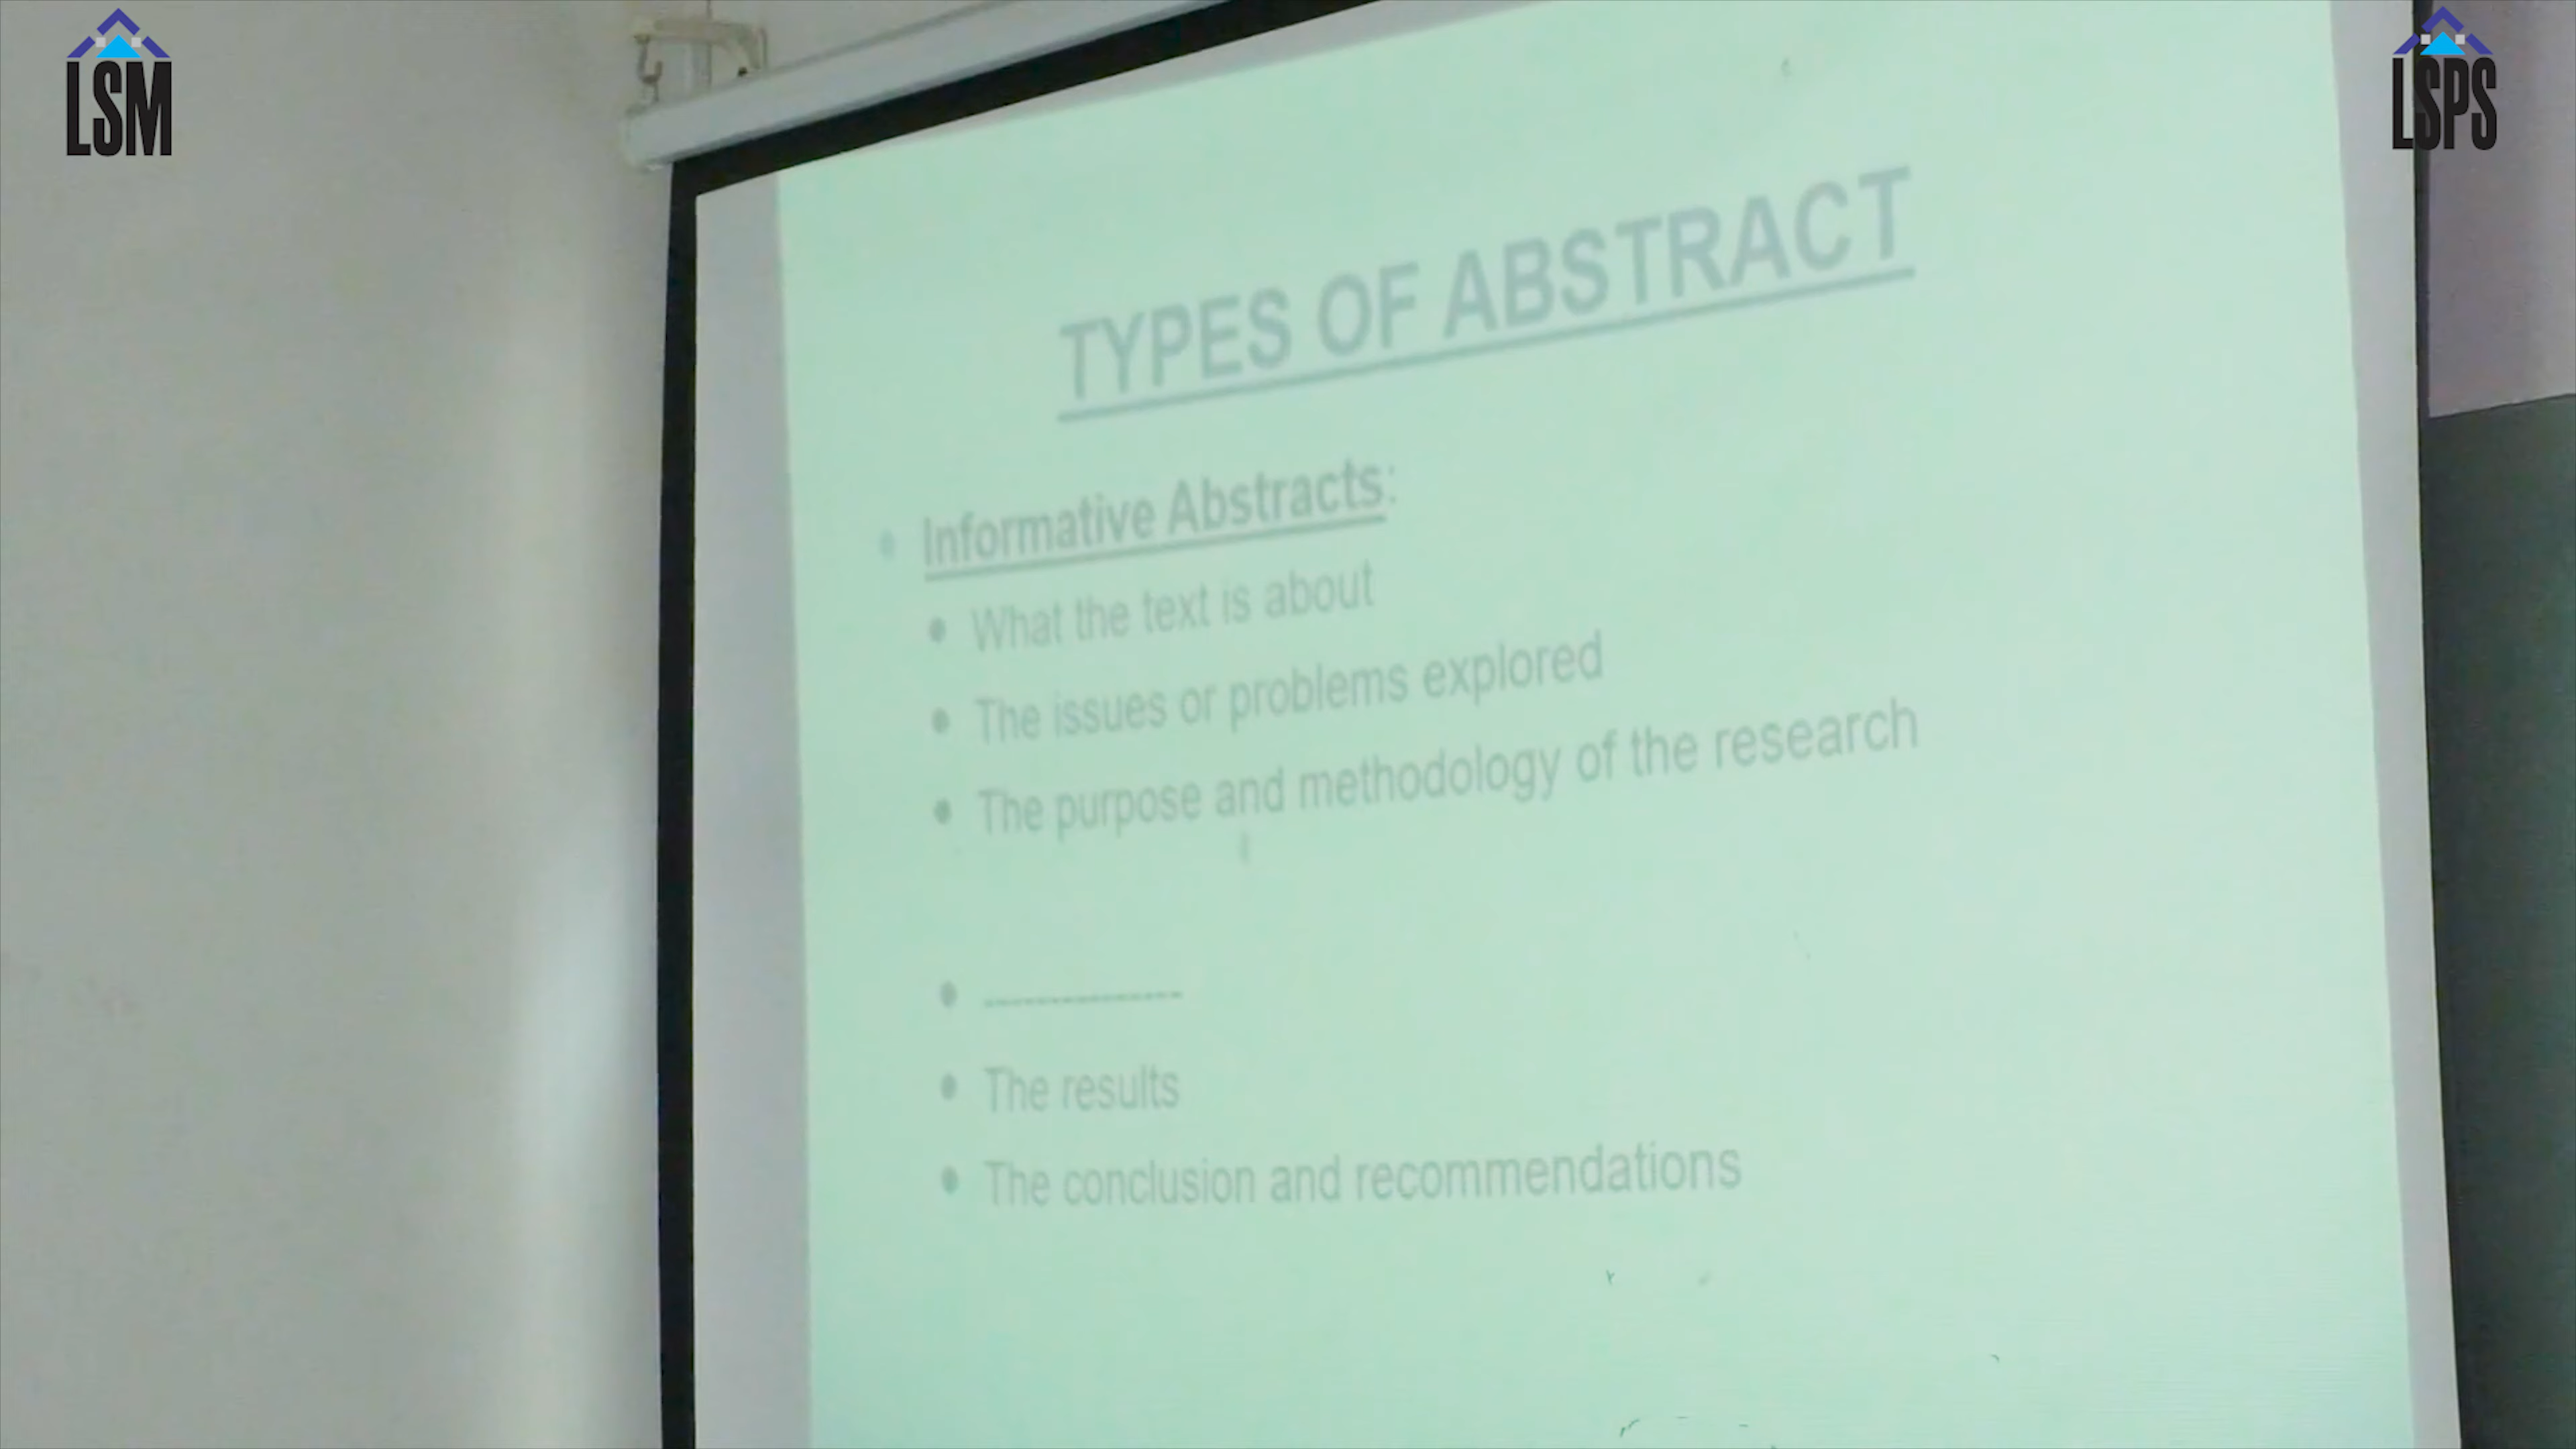 LSM
LSPS
TYPES OF ABSTRACT
• Informative Abstracts:
• What the text is about
• The issues or problems explored
• The purpose and methodology of the research
• ----------------
• The results
• The conclusion and recommendations